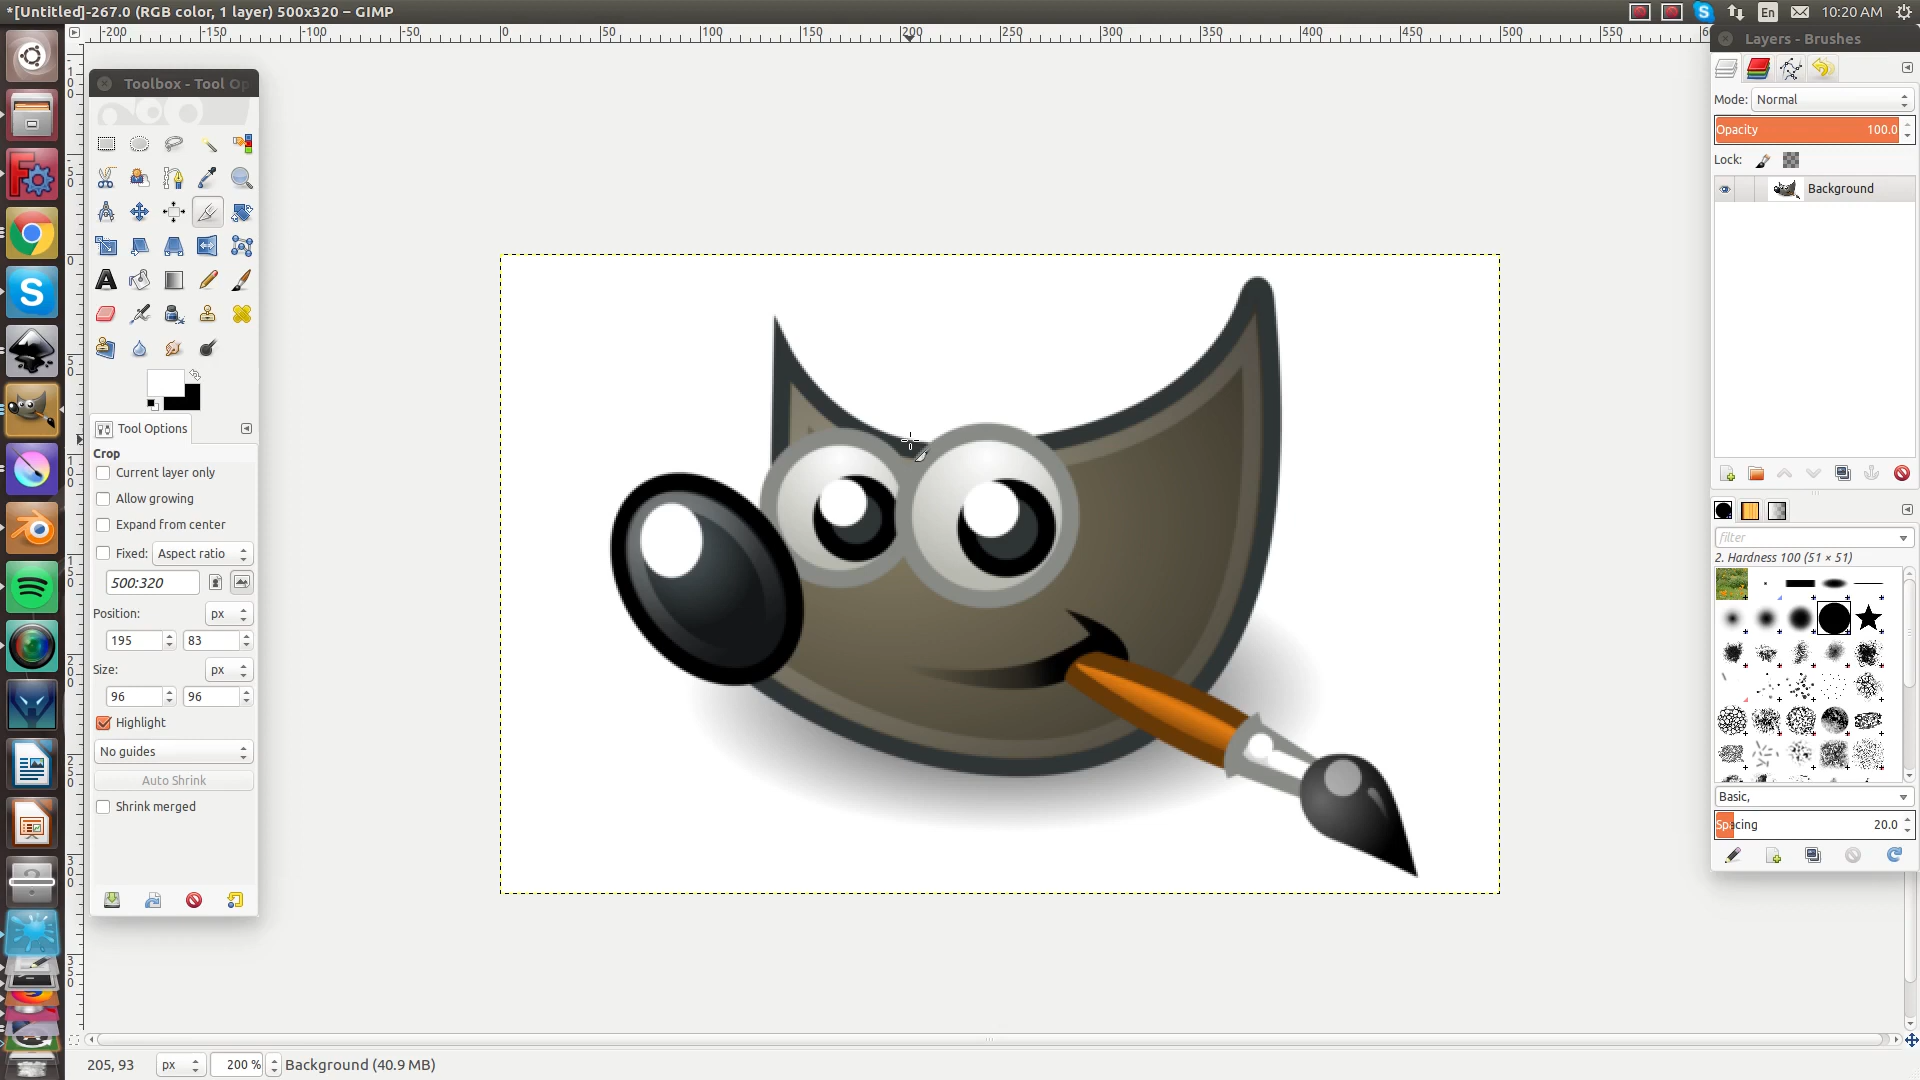 *[Untitled]-267.0 (RGB color, 1 layer) 500x320 – GIMP
En
10:20 AM
-200 -150 -100 -50 0 50 100 150 200 250 300 350 400 450 500 550
Toolbox - Tool Op
Tool Options
Crop
Current layer only
Allow growing
Expand from center
Fixed: Aspect ratio
500:320
Position: px
195 83
Size: px
96 96
Highlight
No guides
Auto Shrink
Shrink merged
Layers - Brushes
Mode: Normal
Opacity 100.0
Lock:
Background
filter
2. Hardness 100 (51 × 51)
Basic,
Spacing 20.0
205, 93 px 200 % Background (40.9 MB)